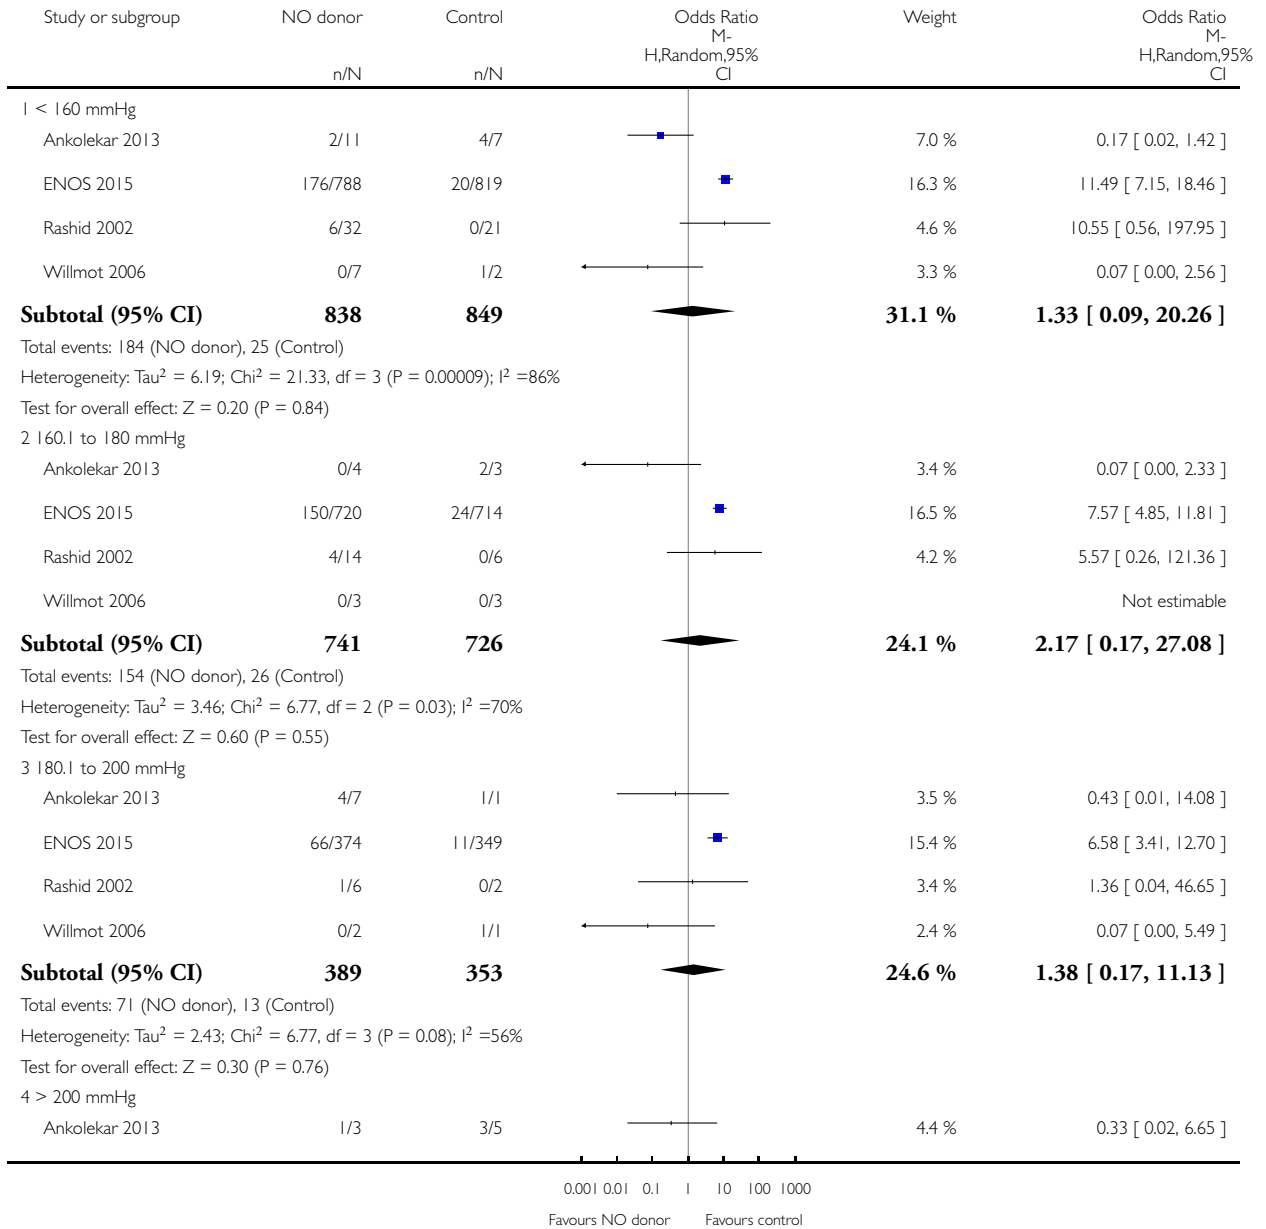 Study or subgroup NO donor Control Odds Ratio Weight Odds Ratio
M- M-
H,Random,95% H,Random,95%
n/N n/N CI CI
1 < 160 mmHg
Ankolekar 2013 2/11 4/7 7.0 % 0.17 [ 0.02, 1.42 ]
ENOS 2015 176/788 20/819 16.3 % 11.49 [ 7.15, 18.46 ]
Rashid 2002 6/32 0/21 4.6 % 10.55 [ 0.56, 197.95 ]
Willmot 2006 0/7 1/2 3.3 % 0.07 [ 0.00, 2.56 ]
Subtotal (95% CI) 838 849 31.1 % 1.33 [ 0.09, 20.26 ]
Total events: 184 (NO donor), 25 (Control)
Heterogeneity: Tau² = 6.19; Chi² = 21.33, df = 3 (P = 0.00009); I² =86%
Test for overall effect: Z = 0.20 (P = 0.84)
2 160.1 to 180 mmHg
Ankolekar 2013 0/4 2/3 3.4 % 0.07 [ 0.00, 2.33 ]
ENOS 2015 150/720 24/714 16.5 % 7.57 [ 4.85, 11.81 ]
Rashid 2002 4/14 0/6 4.2 % 5.57 [ 0.26, 121.36 ]
Willmot 2006 0/3 0/3 Not estimable
Subtotal (95% CI) 741 726 24.1 % 2.17 [ 0.17, 27.08 ]
Total events: 154 (NO donor), 26 (Control)
Heterogeneity: Tau² = 3.46; Chi² = 6.77, df = 2 (P = 0.03); I² =70%
Test for overall effect: Z = 0.60 (P = 0.55)
3 180.1 to 200 mmHg
Ankolekar 2013 4/7 1/1 3.5 % 0.43 [ 0.01, 14.08 ]
ENOS 2015 66/374 11/349 15.4 % 6.58 [ 3.41, 12.70 ]
Rashid 2002 1/6 0/2 3.4 % 1.36 [ 0.04, 46.65 ]
Willmot 2006 0/2 1/1 2.4 % 0.07 [ 0.00, 5.49 ]
Subtotal (95% CI) 389 353 24.6 % 1.38 [ 0.17, 11.13 ]
Total events: 71 (NO donor), 13 (Control)
Heterogeneity: Tau² = 2.43; Chi² = 6.77, df = 3 (P = 0.08); I² =56%
Test for overall effect: Z = 0.30 (P = 0.76)
4 > 200 mmHg
Ankolekar 2013 1/3 3/5 4.4 % 0.33 [ 0.02, 6.65 ]
0.001 0.01 0.1 1 10 100 1000
Favours NO donor Favours control